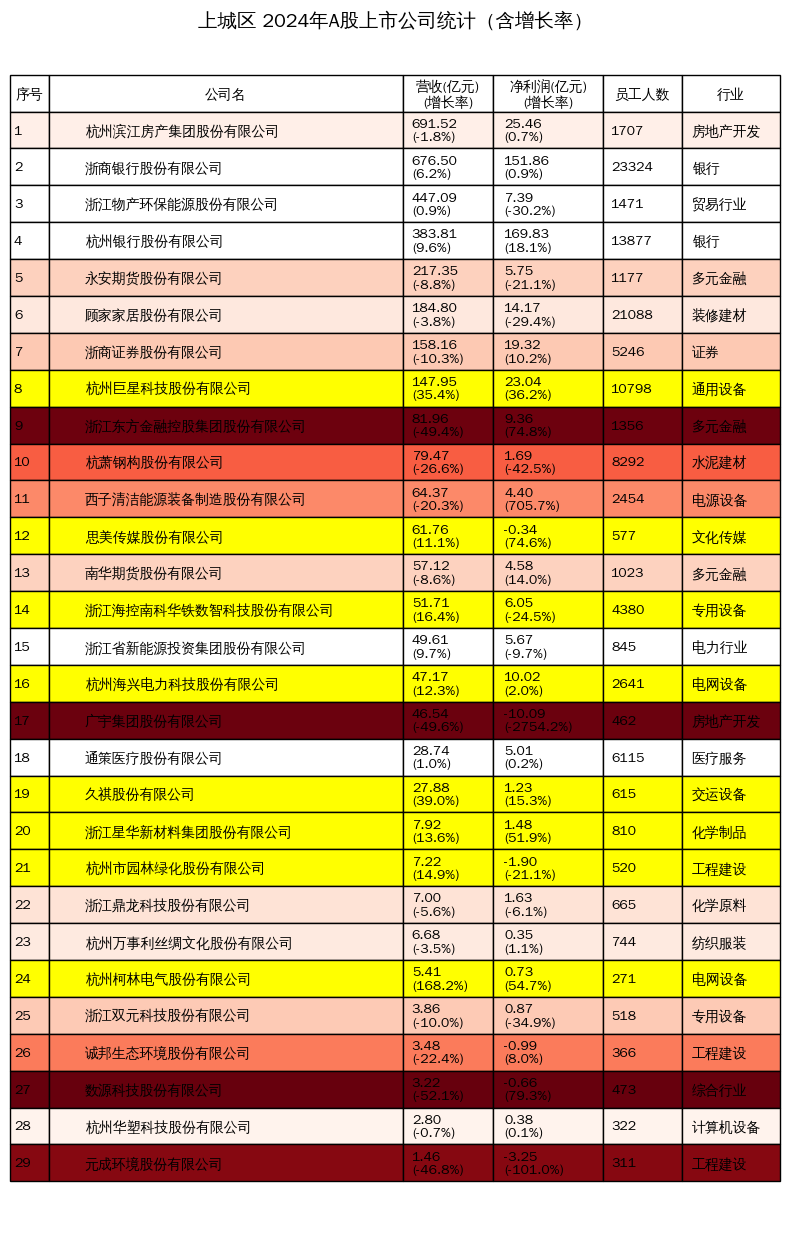 上城区 2024年A股上市公司统计（含增长率）
序号 公司名 营收(亿元) (增长率) 净利润(亿元) (增长率) 员工人数 行业
1 杭州滨江房产集团股份有限公司 691.52 (-1.8%) 25.46 (0.7%) 1707 房地产开发
2 浙商银行股份有限公司 676.50 (6.2%) 151.86 (0.9%) 23324 银行
3 浙江物产环保能源股份有限公司 447.09 (0.9%) 7.39 (-30.2%) 1471 贸易行业
4 杭州银行股份有限公司 383.81 (9.6%) 169.83 (18.1%) 13877 银行
5 永安期货股份有限公司 217.35 (-8.8%) 5.75 (-21.1%) 1177 多元金融
6 顾家家居股份有限公司 184.80 (-3.8%) 14.17 (-29.4%) 21088 装修建材
7 浙商证券股份有限公司 158.16 (-10.3%) 19.32 (10.2%) 5246 证券
8 杭州巨星科技股份有限公司 147.95 (35.4%) 23.04 (36.2%) 10798 通用设备
9 浙江东方金融控股集团股份有限公司 81.96 (-49.4%) 9.36 (74.8%) 1356 多元金融
10 杭萧钢构股份有限公司 79.47 (-26.6%) 1.69 (-42.5%) 8292 水泥建材
11 西子清洁能源装备制造股份有限公司 64.37 (-20.3%) 4.40 (705.7%) 2454 电源设备
12 思美传媒股份有限公司 61.76 (11.1%) -0.34 (74.6%) 577 文化传媒
13 南华期货股份有限公司 57.12 (-8.6%) 4.58 (14.0%) 1023 多元金融
14 浙江海控南科华铁数智科技股份有限公司 51.71 (16.4%) 6.05 (-24.5%) 4380 专用设备
15 浙江省新能源投资集团股份有限公司 49.61 (9.7%) 5.67 (-9.7%) 845 电力行业
16 杭州海兴电力科技股份有限公司 47.17 (12.3%) 10.02 (2.0%) 2641 电网设备
17 广宇集团股份有限公司 46.54 (-49.6%) -10.09 (-2754.2%) 462 房地产开发
18 通策医疗股份有限公司 28.74 (1.0%) 5.01 (0.2%) 6115 医疗服务
19 久祺股份有限公司 27.88 (39.0%) 1.23 (15.3%) 615 交运设备
20 浙江星华新材料集团股份有限公司 7.92 (13.6%) 1.48 (51.9%) 810 化学制品
21 杭州市园林绿化股份有限公司 7.22 (14.9%) -1.90 (-21.1%) 520 工程建设
22 浙江鼎龙科技股份有限公司 7.00 (-5.6%) 1.63 (-6.1%) 665 化学原料
23 杭州万事利丝绸文化股份有限公司 6.68 (-3.5%) 0.35 (1.1%) 744 纺织服装
24 杭州柯林电气股份有限公司 5.41 (168.2%) 0.73 (54.7%) 271 电网设备
25 浙江双元科技股份有限公司 3.86 (-10.0%) 0.87 (-34.9%) 518 专用设备
26 诚邦生态环境股份有限公司 3.48 (-22.4%) -0.99 (8.0%) 366 工程建设
27 数源科技股份有限公司 3.22 (-52.1%) -0.66 (79.3%) 473 综合行业
28 杭州华塑科技股份有限公司 2.80 (-0.7%) 0.38 (0.1%) 322 计算机设备
29 元成环境股份有限公司 1.46 (-46.8%) -3.25 (-101.0%) 311 工程建设